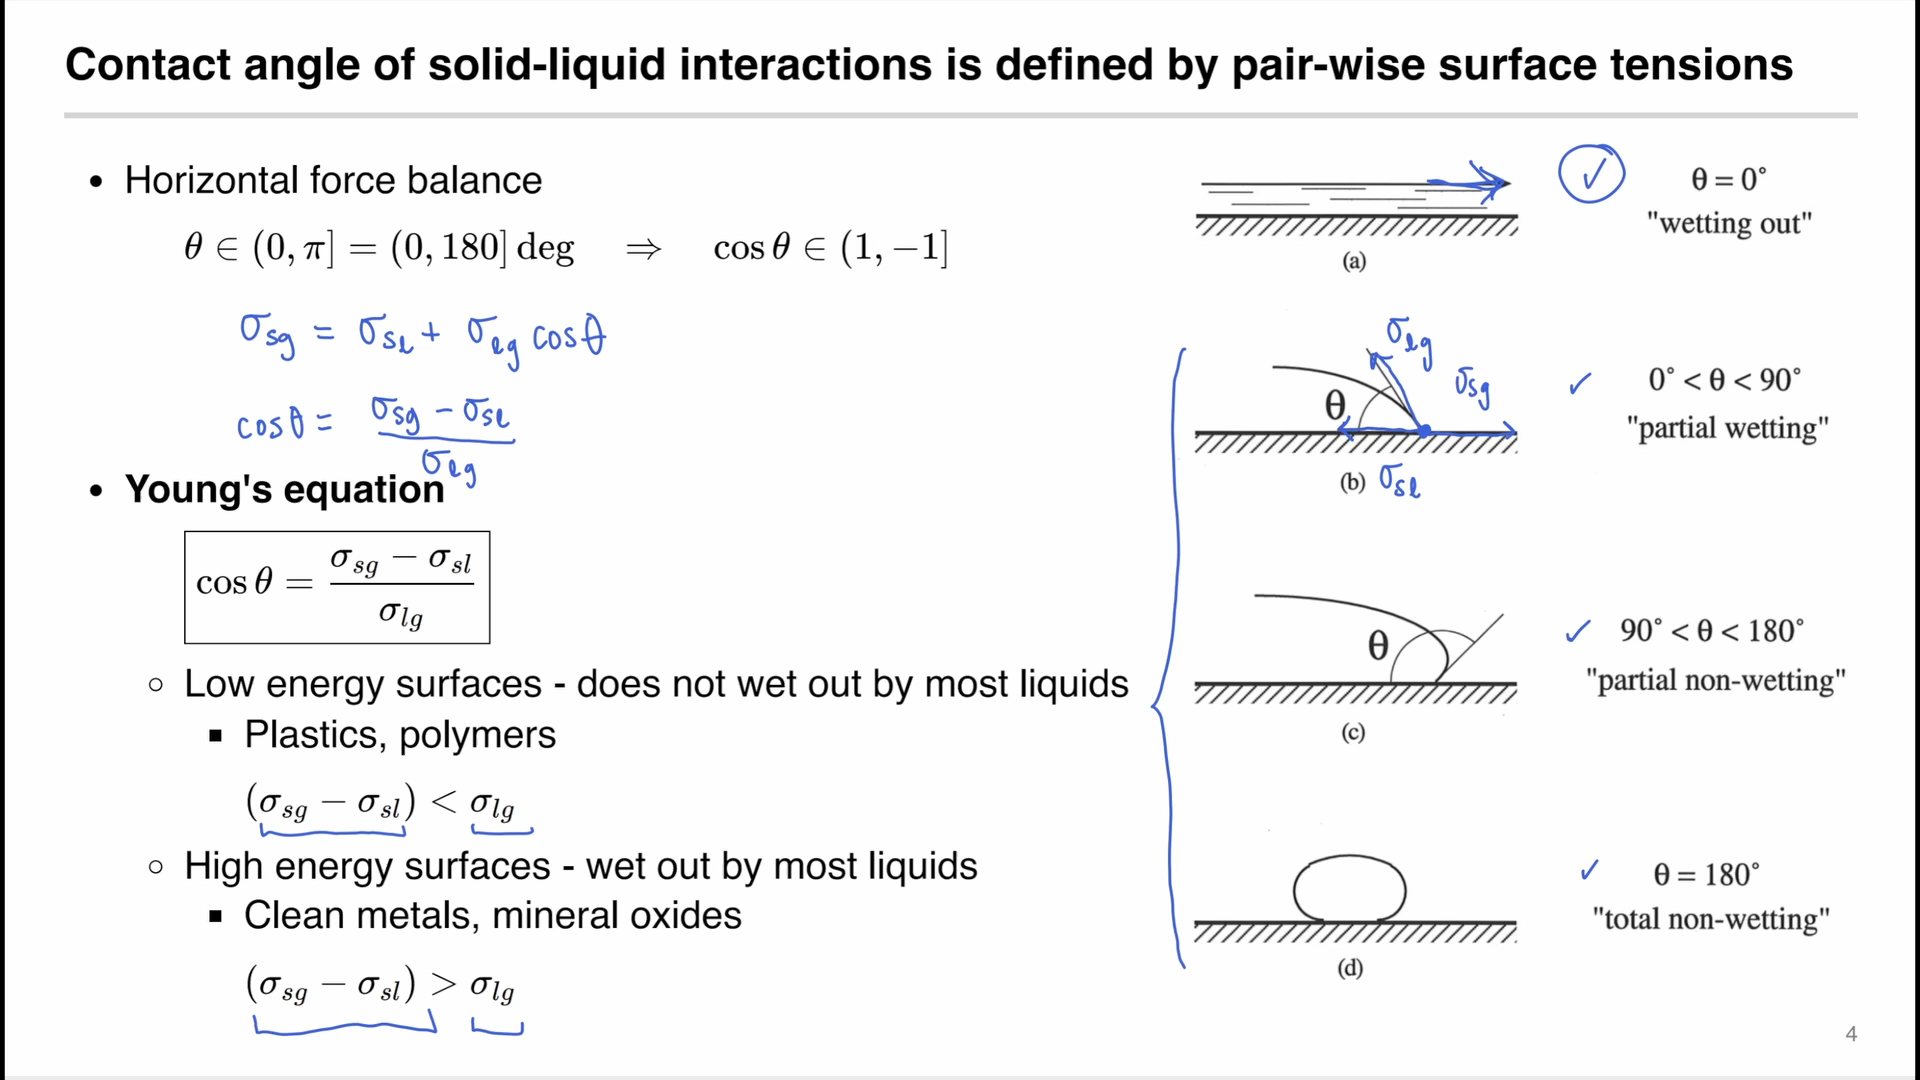 Contact angle of solid-liquid interactions is defined by pair-wise surface tensions
• Horizontal force balance
θ ∈ (0, π] = (0, 180] deg ⇒ cos θ ∈ (1, −1]
σsg = σsl + σlg cosθ
cosθ = (σsg − σsl) / σlg
• Young's equation
cos θ = (σsg − σsl) / σlg
○ Low energy surfaces - does not wet out by most liquids
▪ Plastics, polymers
(σsg − σsl) < σlg
○ High energy surfaces - wet out by most liquids
▪ Clean metals, mineral oxides
(σsg − σsl) > σlg
✓ θ = 0°
"wetting out"
(a)
σlg
σsg
θ
✓ 0° < θ < 90°
"partial wetting"
(b) σsl
θ
✓ 90° < θ < 180°
"partial non-wetting"
(c)
✓ θ = 180°
"total non-wetting"
(d)
4